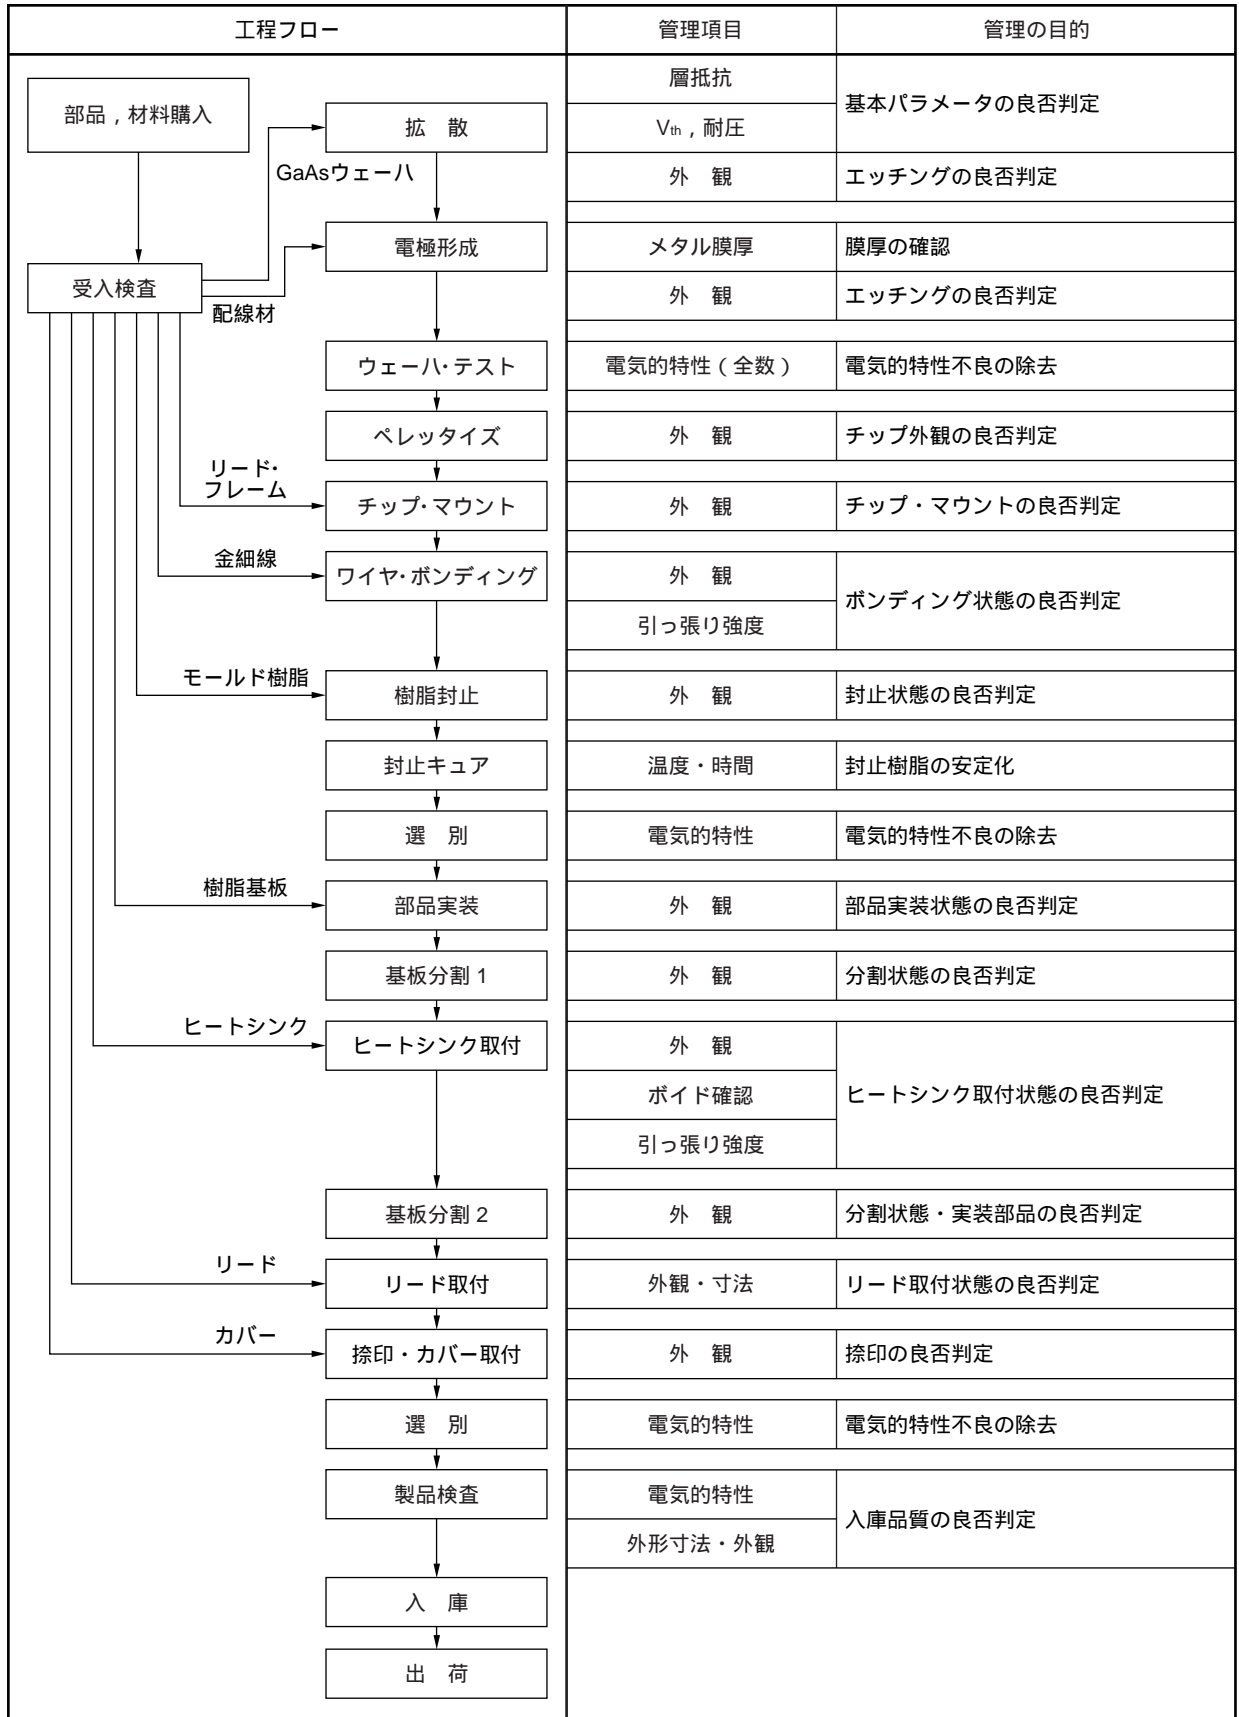 工程フロー 管理項目 管理の目的
部品，材料購入
拡　散
層抵抗
Vth，耐圧
基本パラメータの良否判定
GaAsウェーハ
外　観 エッチングの良否判定
電極形成 メタル膜厚 膜厚の確認
受入検査
配線材
外　観 エッチングの良否判定
ウェーハ・テスト 電気的特性（全数） 電気的特性不良の除去
ペレッタイズ 外　観 チップ外観の良否判定
リード・
フレーム
チップ・マウント 外　観 チップ・マウントの良否判定
金細線
ワイヤ・ボンディング 外　観
引っ張り強度
ボンディング状態の良否判定
モールド樹脂
樹脂封止 外　観 封止状態の良否判定
封止キュア 温度・時間 封止樹脂の安定化
選　別 電気的特性 電気的特性不良の除去
樹脂基板
部品実装 外　観 部品実装状態の良否判定
基板分割 1 外　観 分割状態の良否判定
ヒートシンク
ヒートシンク取付 外　観
ボイド確認
引っ張り強度
ヒートシンク取付状態の良否判定
基板分割 2 外　観 分割状態・実装部品の良否判定
リード
リード取付 外観・寸法 リード取付状態の良否判定
カバー
捺印・カバー取付 外　観 捺印の良否判定
選　別 電気的特性 電気的特性不良の除去
製品検査 電気的特性
外形寸法・外観
入庫品質の良否判定
入　庫
出　荷